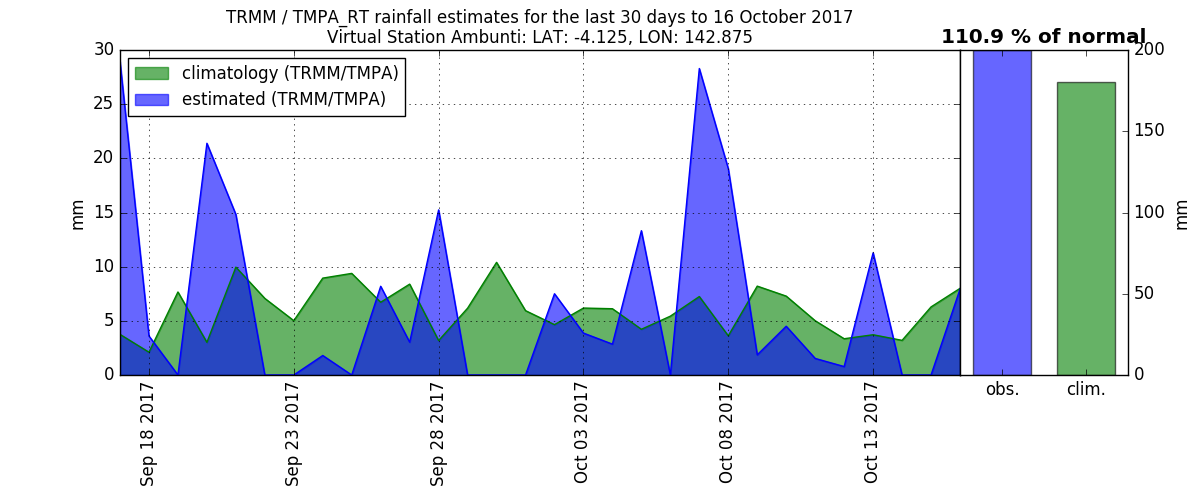 TRMM / TMPA_RT rainfall estimates for the last 30 days to 16 October 2017
Virtual Station Ambunti: LAT: -4.125, LON: 142.875
110.9 % of normal
climatology (TRMM/TMPA)
estimated (TRMM/TMPA)
mm
30
25
20
15
10
5
0
Sep 18 2017
Sep 23 2017
Sep 28 2017
Oct 03 2017
Oct 08 2017
Oct 13 2017
obs.
clim.
200
150
100
50
0
mm